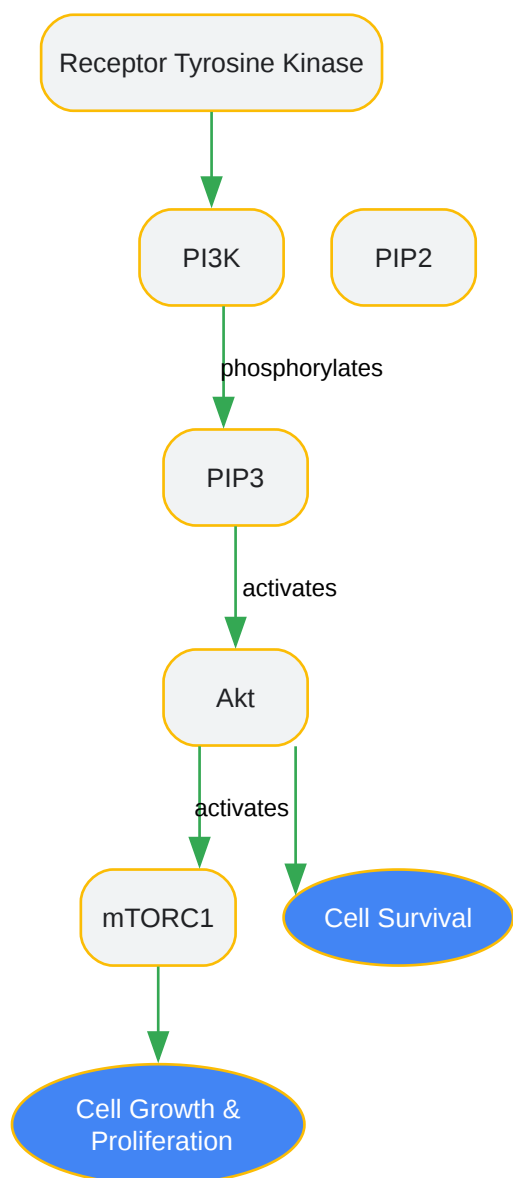 Receptor Tyrosine Kinase
PI3K
PIP2
phosphorylates
PIP3
activates
Akt
activates
mTORC1
Cell Survival
Cell Growth &
Proliferation